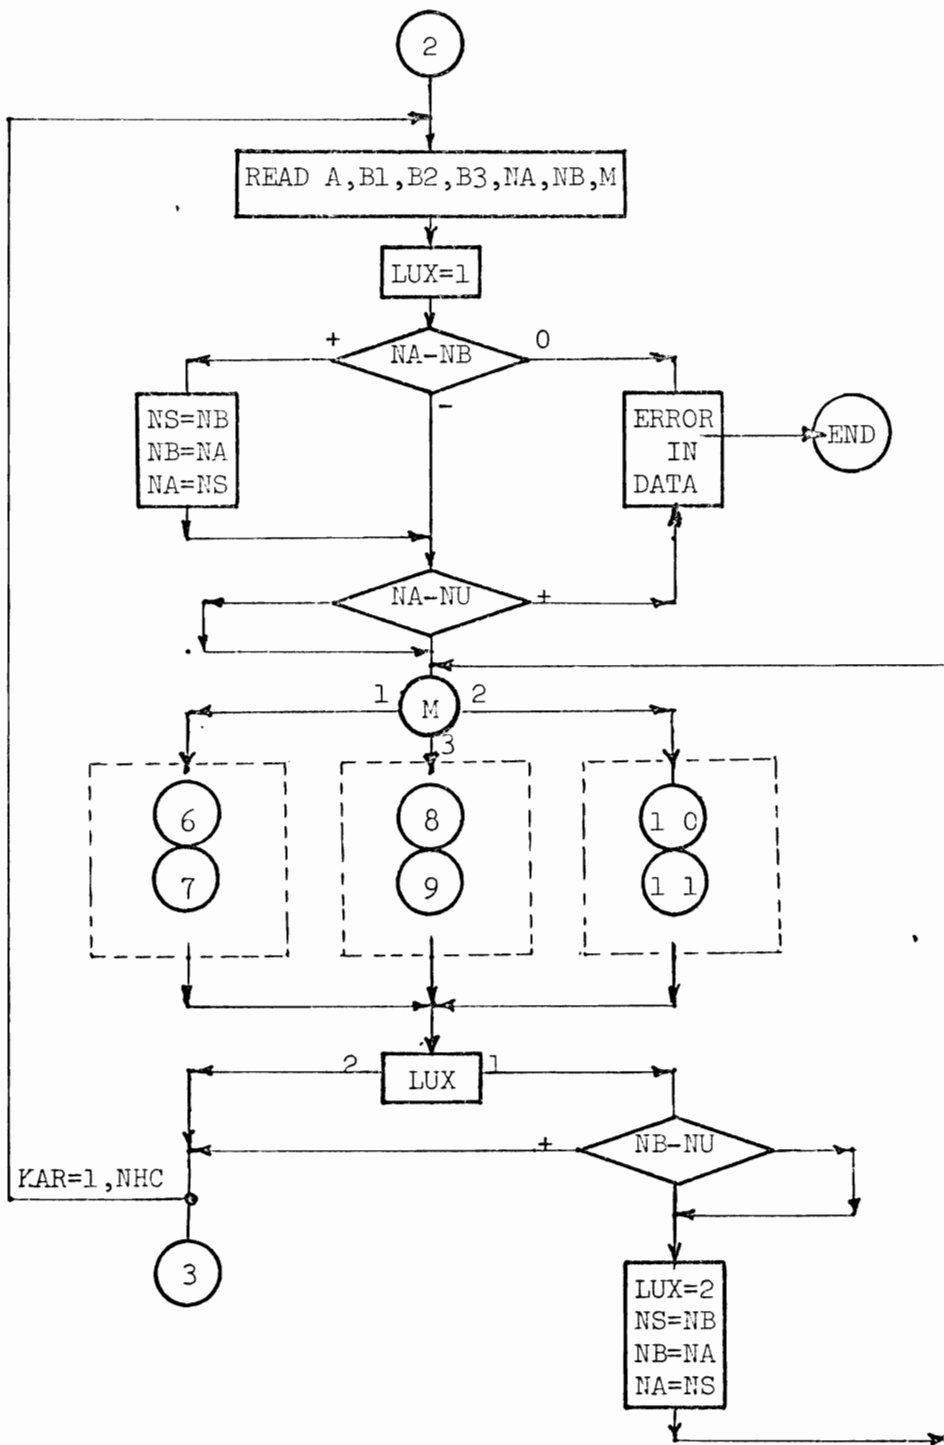 2
READ A,B1,B2,B3,NA,NB,M
LUX=1
+
NA-NB
0
-
NS=NB
NB=NA
NA=NS
ERROR
IN
DATA
END
NA-NU
+
1
M
2
3
6
7
8
9
1 0
1 1
2
LUX
1
+
NB-NU
KAR=1,NHC
3
LUX=2
NS=NB
NB=NA
NA=NS